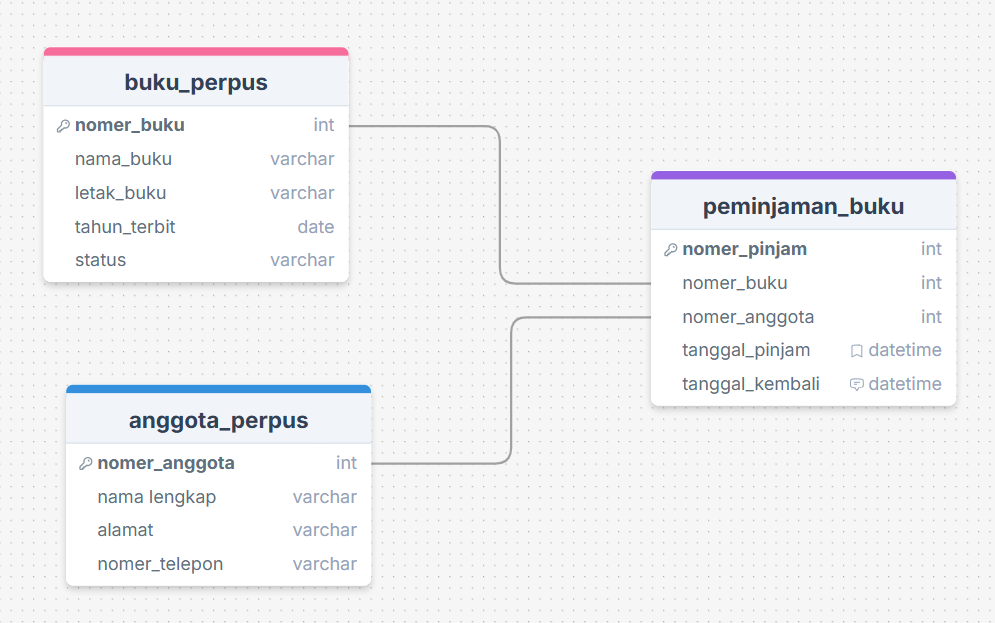 buku_perpus
nomer_buku int
nama_buku varchar
letak_buku varchar
tahun_terbit date
status varchar
peminjaman_buku
nomer_pinjam int
nomer_buku int
nomer_anggota int
tanggal_pinjam datetime
tanggal_kembali datetime
anggota_perpus
nomer_anggota int
nama lengkap varchar
alamat varchar
nomer_telepon varchar